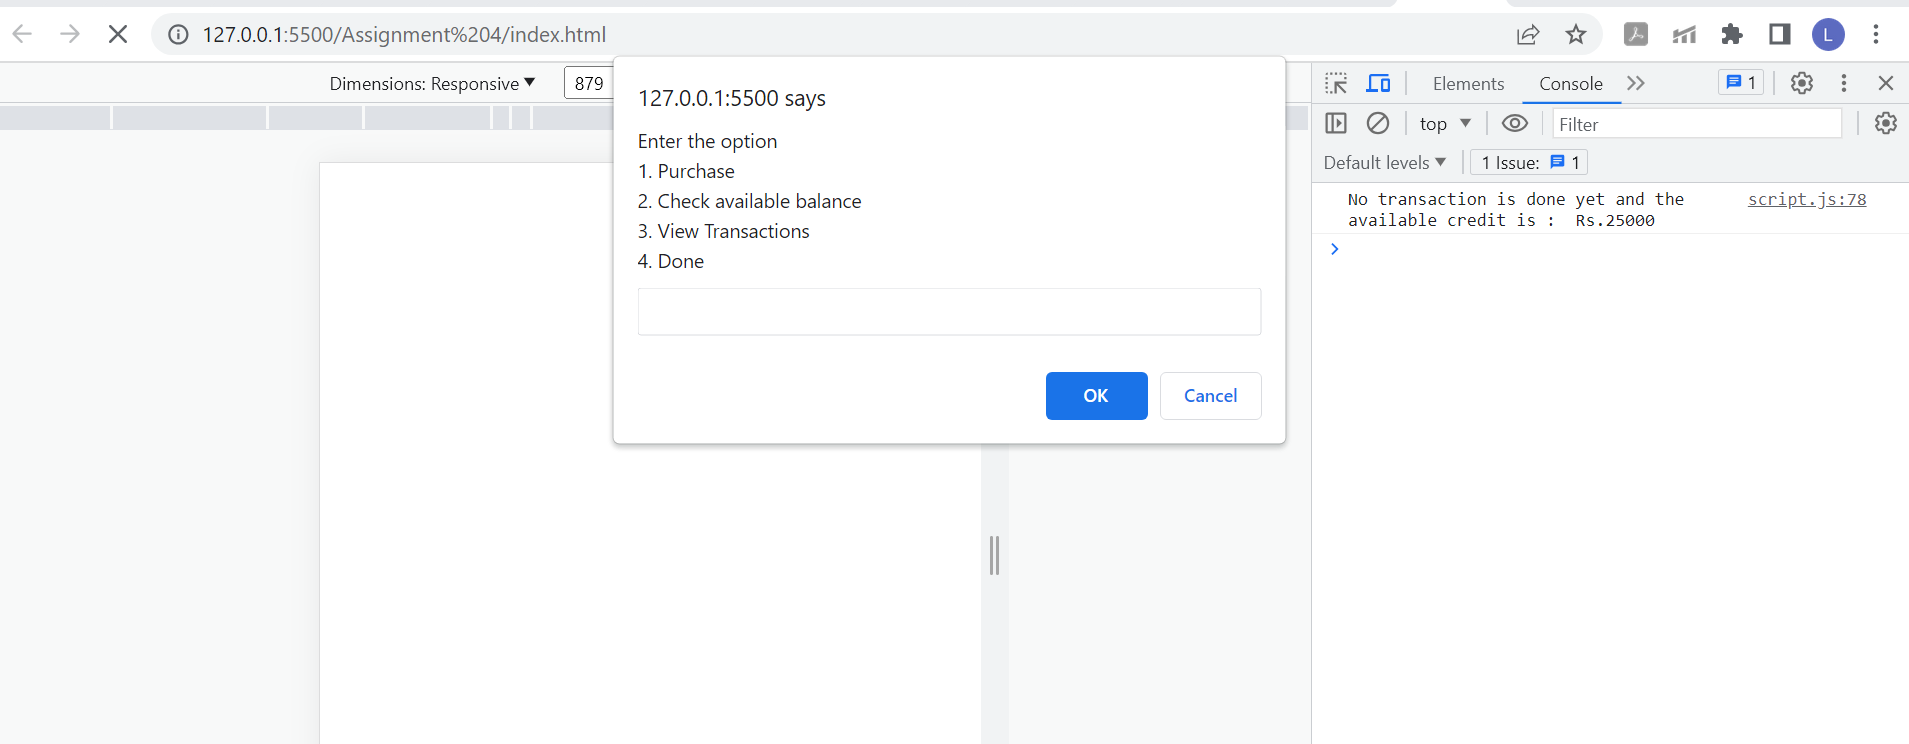 127.0.0.1:5500/Assignment%204/index.html
L
Dimensions: Responsive
879
127.0.0.1:5500 says
Enter the option
1. Purchase
2. Check available balance
3. View Transactions
4. Done
OK
Cancel
Elements
Console
1
top
Filter
Default levels
1 Issue:
1
No transaction is done yet and the
script.js:78
available credit is : Rs.25000